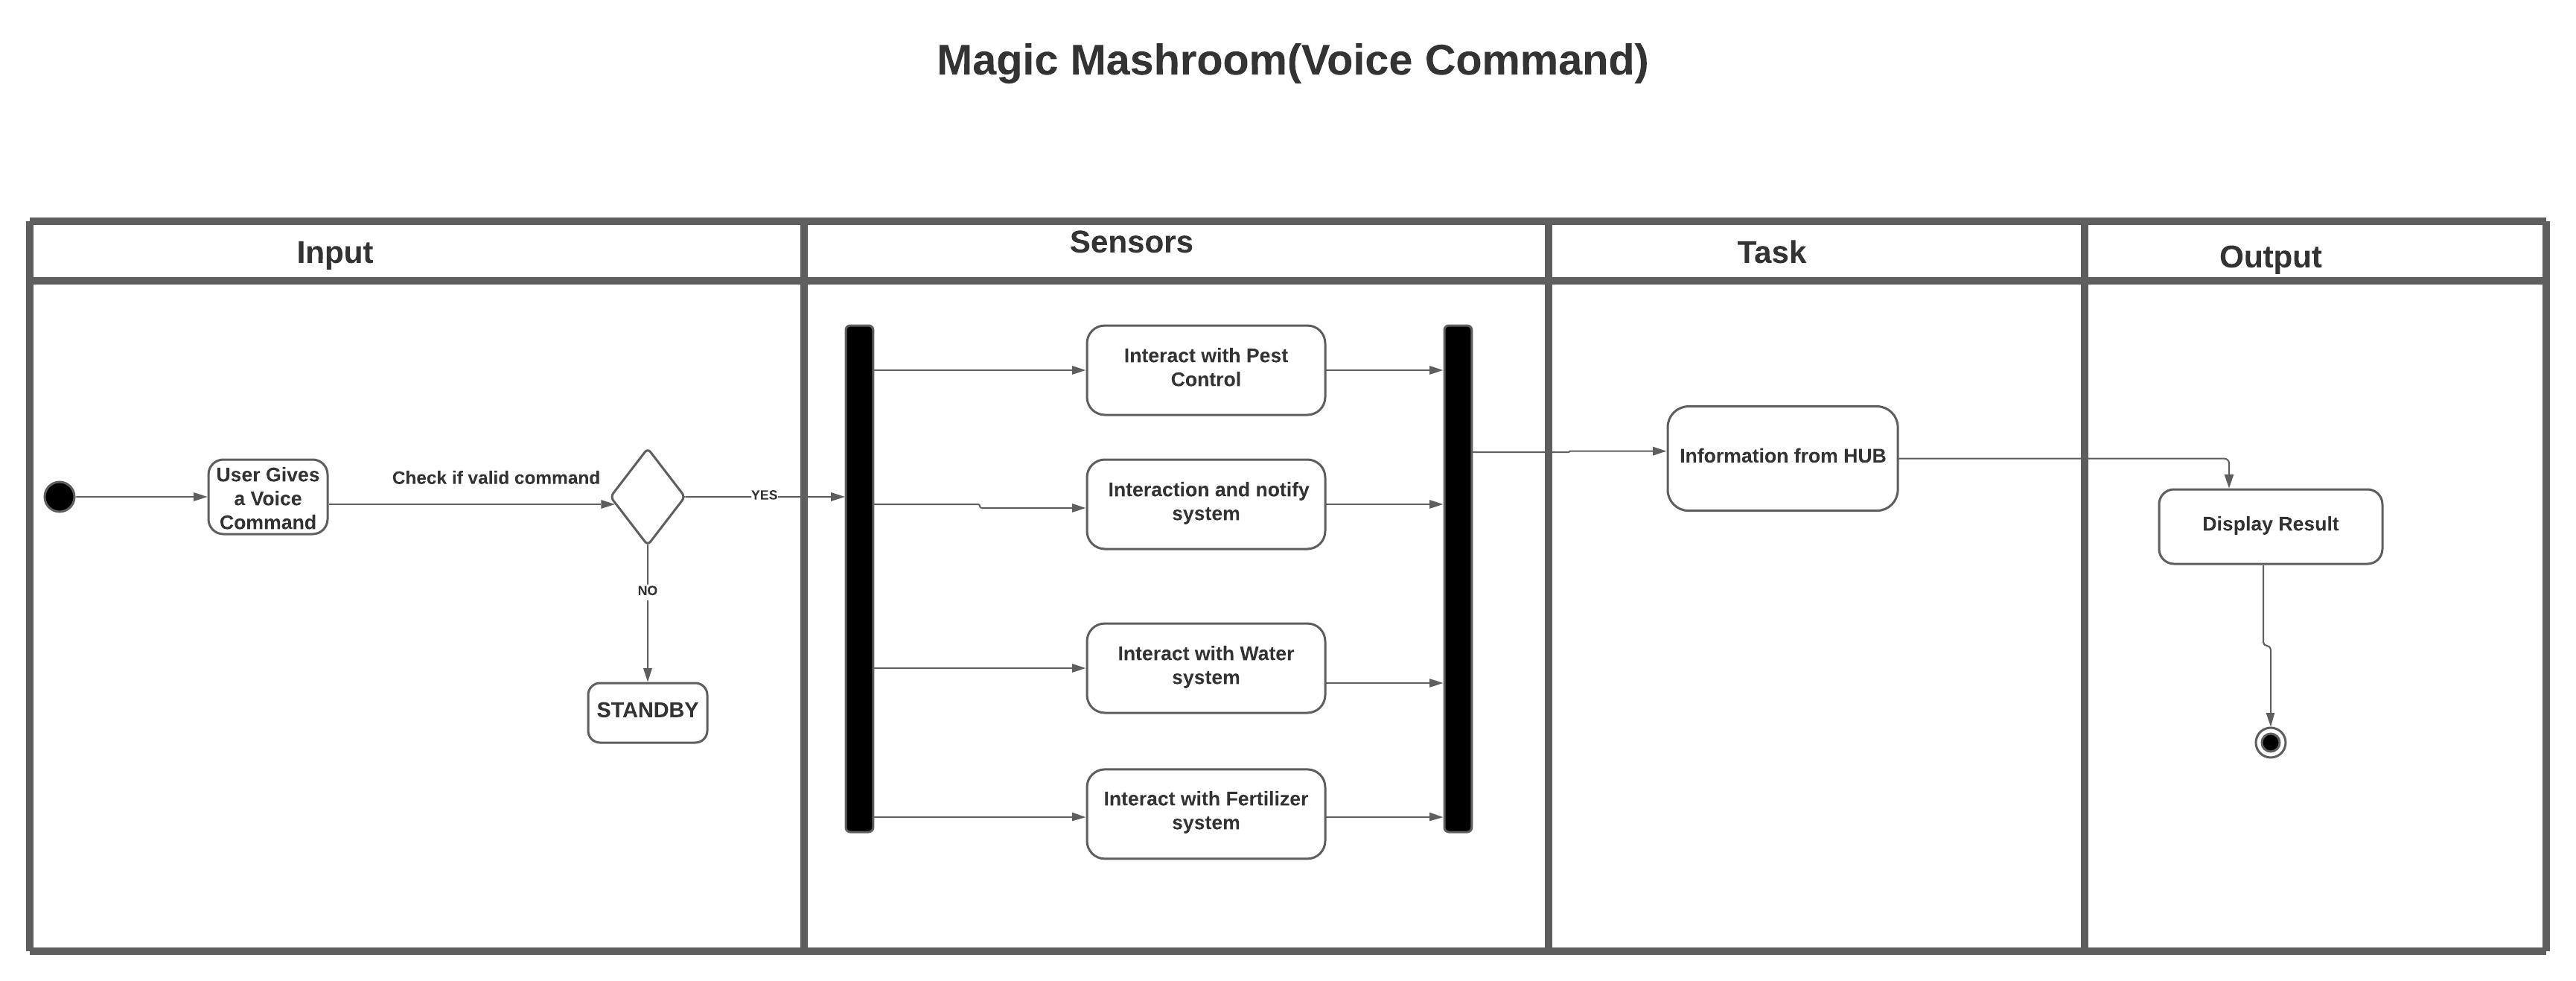 Magic Mashroom(Voice Command)
Input
Sensors
Task
Output
User Gives
a Voice
Command
Check if valid command
YES
NO
STANDBY
Interact with Pest
Control
Interaction and notify
system
Interact with Water
system
Interact with Fertilizer
system
Information from HUB
Display Result